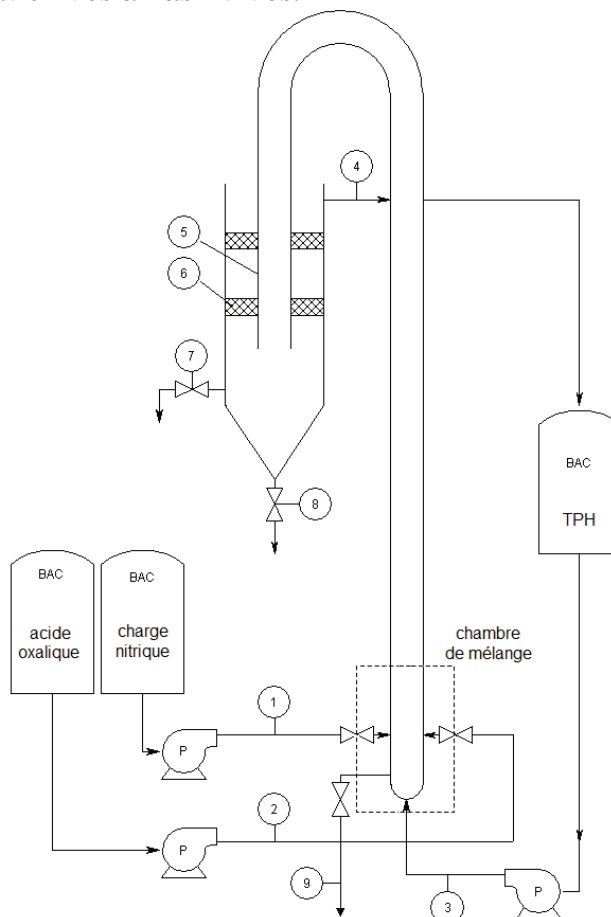 4
5
6
7
8
BAC
TPH
BAC
acide
oxalique
BAC
charge
nitrique
chambre
de mélange
1
P
2
P
9
3
P